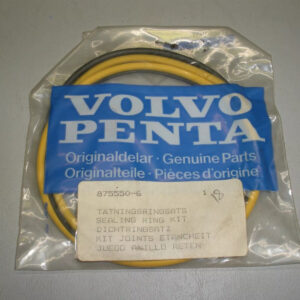 VOLVO
PENTA
Originaldelar · Genuine Parts
Originalteile · Pièces d'origine
875550-6 1
TÄTNINGSRINGSATS
SEALING RING KIT
DICHTRINGSATZ
KIT JOINTS ETANCHEIT
JUEGO ANILLO RETEN